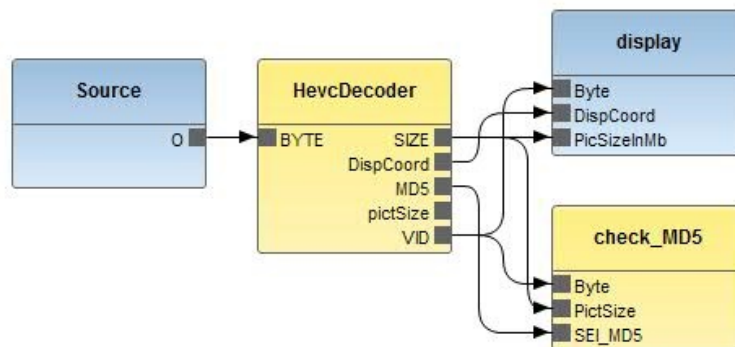 Source
O
HevcDecoder
BYTE
SIZE
DispCoord
MD5
pictSize
VID
display
Byte
DispCoord
PicSizeInMb
check_MD5
Byte
PictSize
SEI_MD5